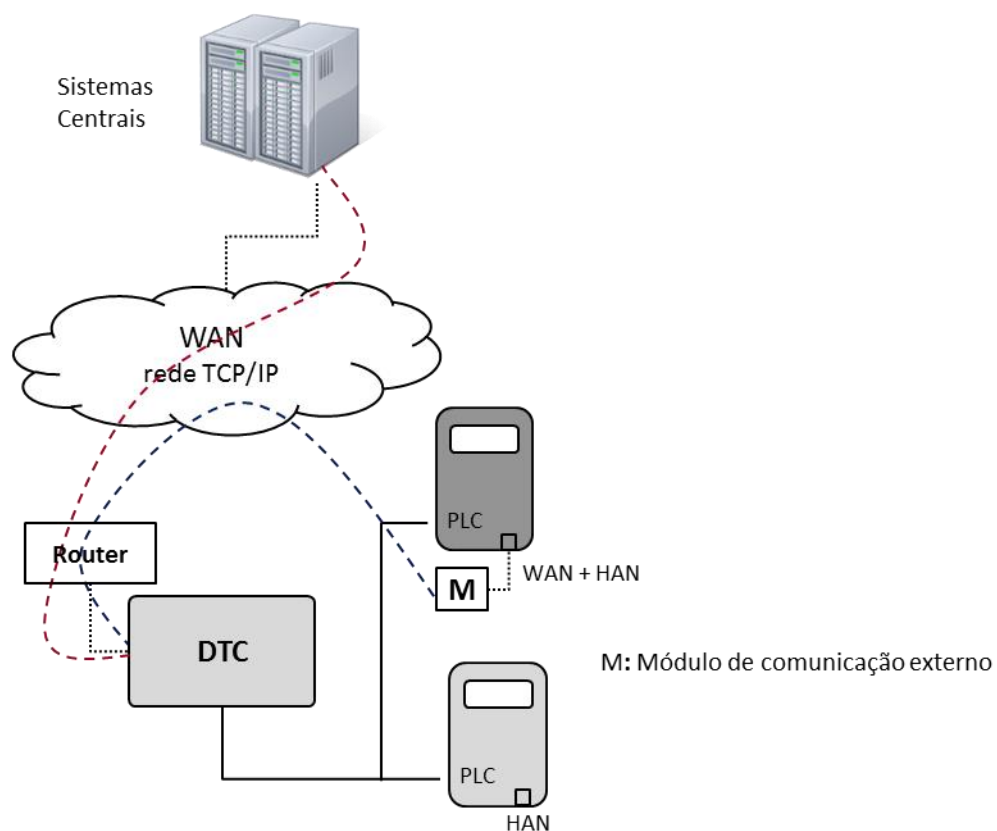 Sistemas
Centrais
WAN
rede TCP/IP
PLC
Router
M
WAN + HAN
DTC
M: Módulo de comunicação externo
PLC
HAN